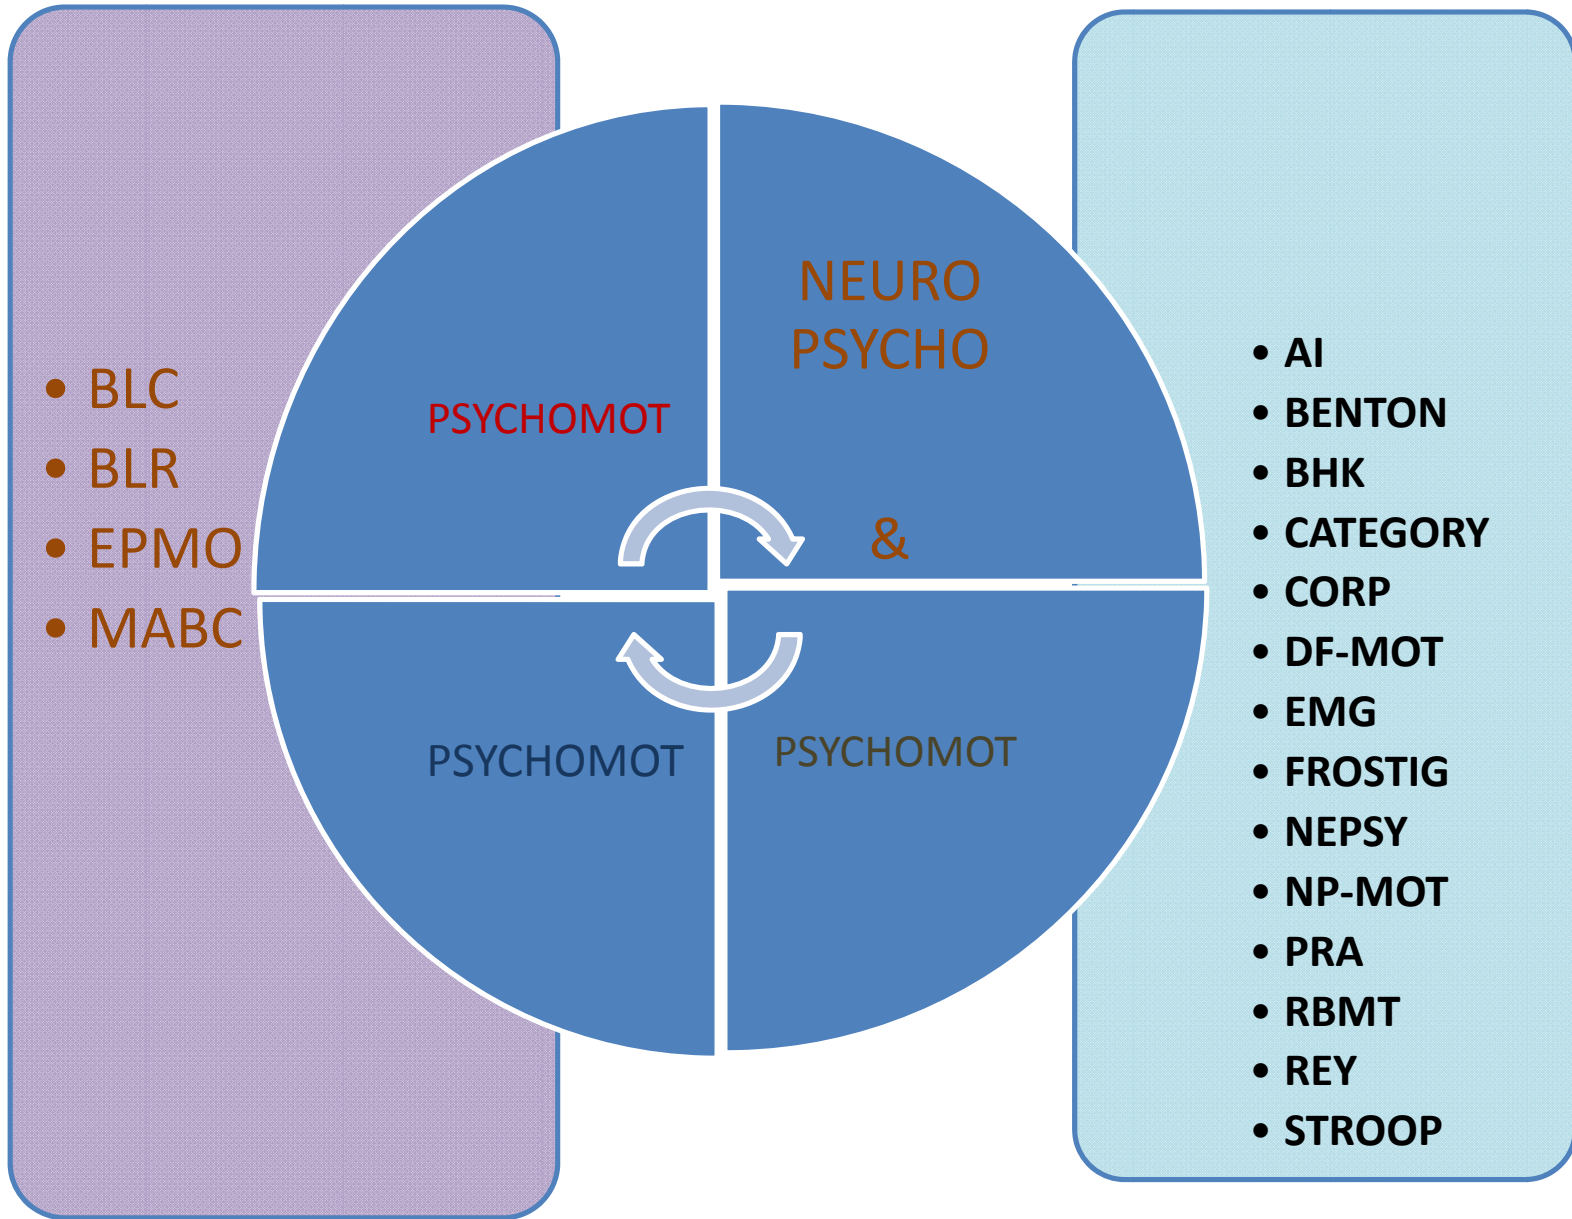 • BLC
• BLR
• EPMO
• MABC
PSYCHOMOT
NEURO
PSYCHO
&
PSYCHOMOT
PSYCHOMOT
• AI
• BENTON
• BHK
• CATEGORY
• CORP
• DF-MOT
• EMG
• FROSTIG
• NEPSY
• NP-MOT
• PRA
• RBMT
• REY
• STROOP